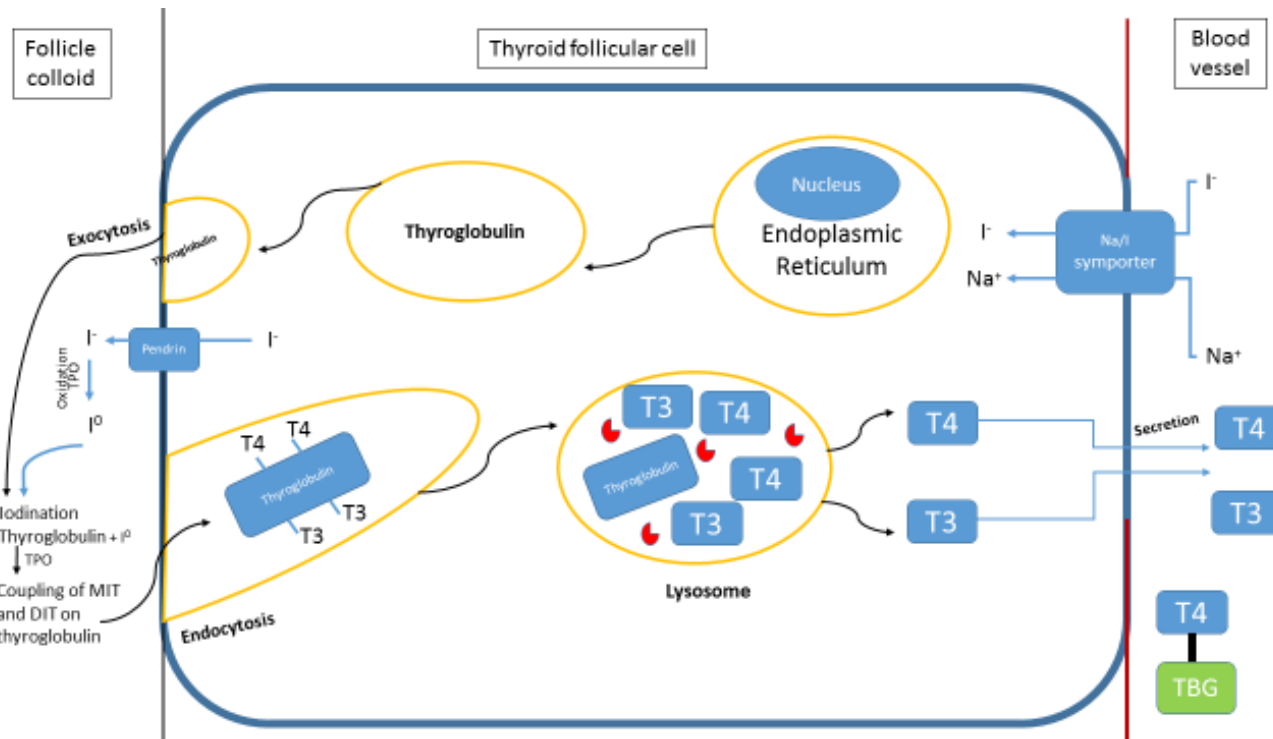 Follicle
colloid
Thyroid follicular cell
Blood
vessel
Nucleus
Endoplasmic
Reticulum
Thyroglobulin
Thyroglobulin
Exocytosis
I⁻
Na⁺
Na/I
symporter
I⁻
Na⁺
I⁻
Pendrin
I⁻
Oxidation
TPO
I⁰
Iodination
Thyroglobulin + I⁰
TPO
Coupling of MIT
and DIT on
thyroglobulin
T4
T4
Thyroglobulin
T3
T3
Endocytosis
T3
T4
Thyroglobulin
T4
T3
Lysosome
T4
T3
Secretion
T4
T3
T4
TBG